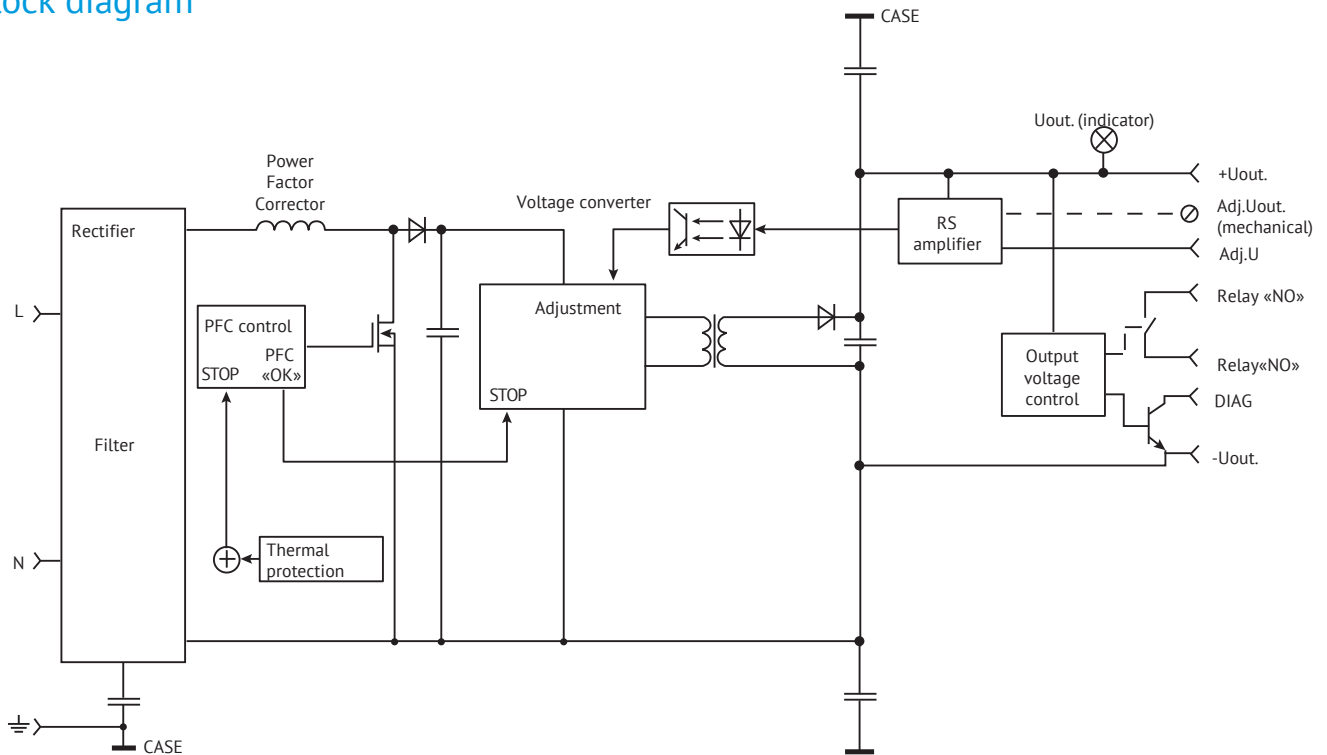 ock diagram
CASE
Uout. (indicator)
Power
Factor
Corrector
Voltage converter
+Uout.
Adj.Uout.
(mechanical)
Adj.U
RS
amplifier
Rectifier
Adjustment
Relay «NO»
L
PFC control
PFC
«OK»
STOP
STOP
Output
voltage
control
Relay«NO»
DIAG
-Uout.
Filter
N
Thermal
protection
CASE